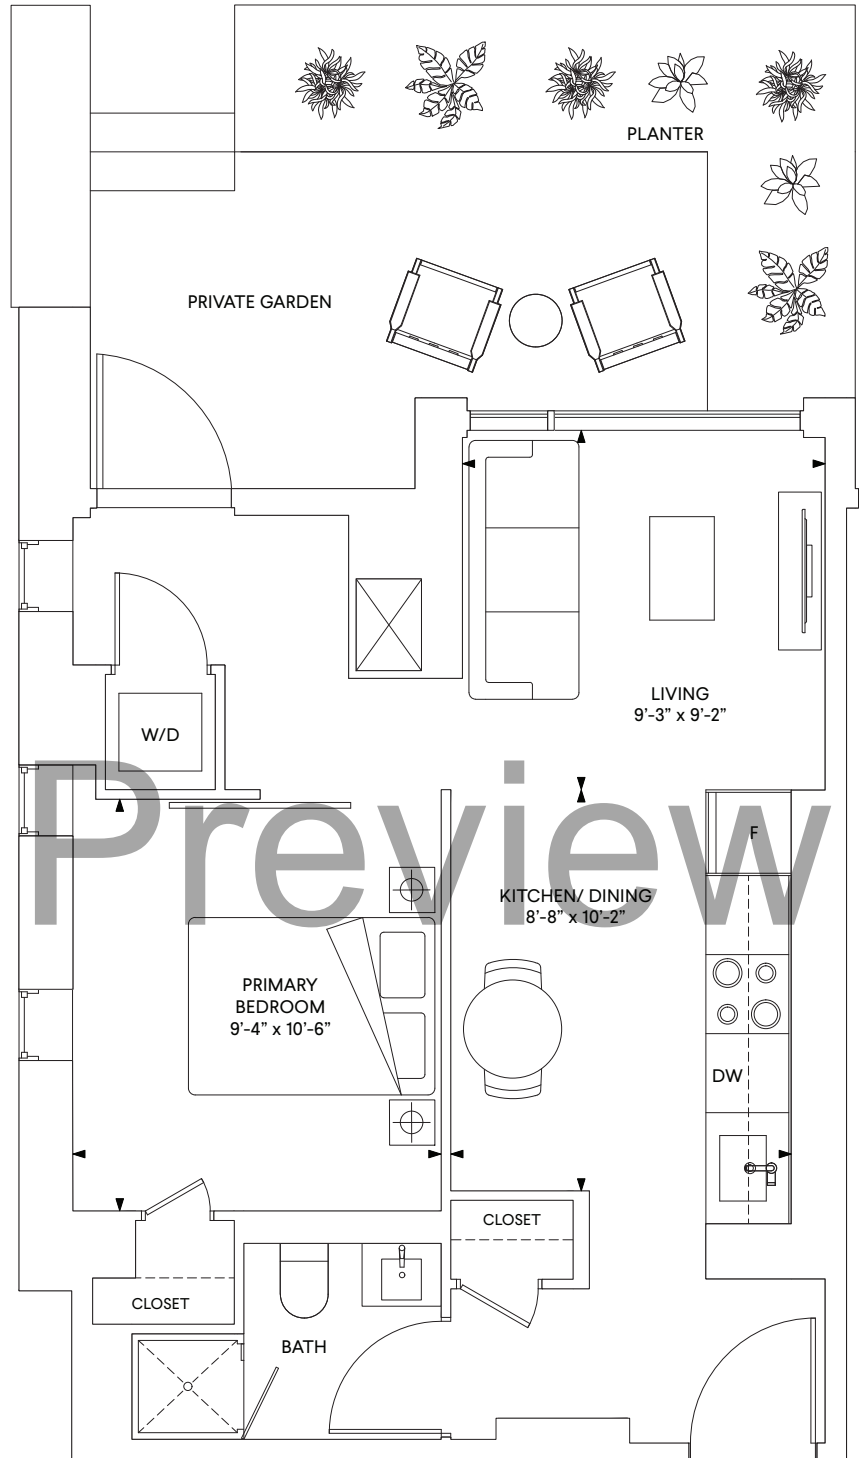 PLANTER
PRIVATE GARDEN
LIVING
9’-3” x 9’-2”
W/D
Preview
F
KITCHEN/ DINING
8’-8” x 10’-2”
PRIMARY
BEDROOM
9’-4” x 10’-6”
DW
CLOSET
CLOSET
BATH